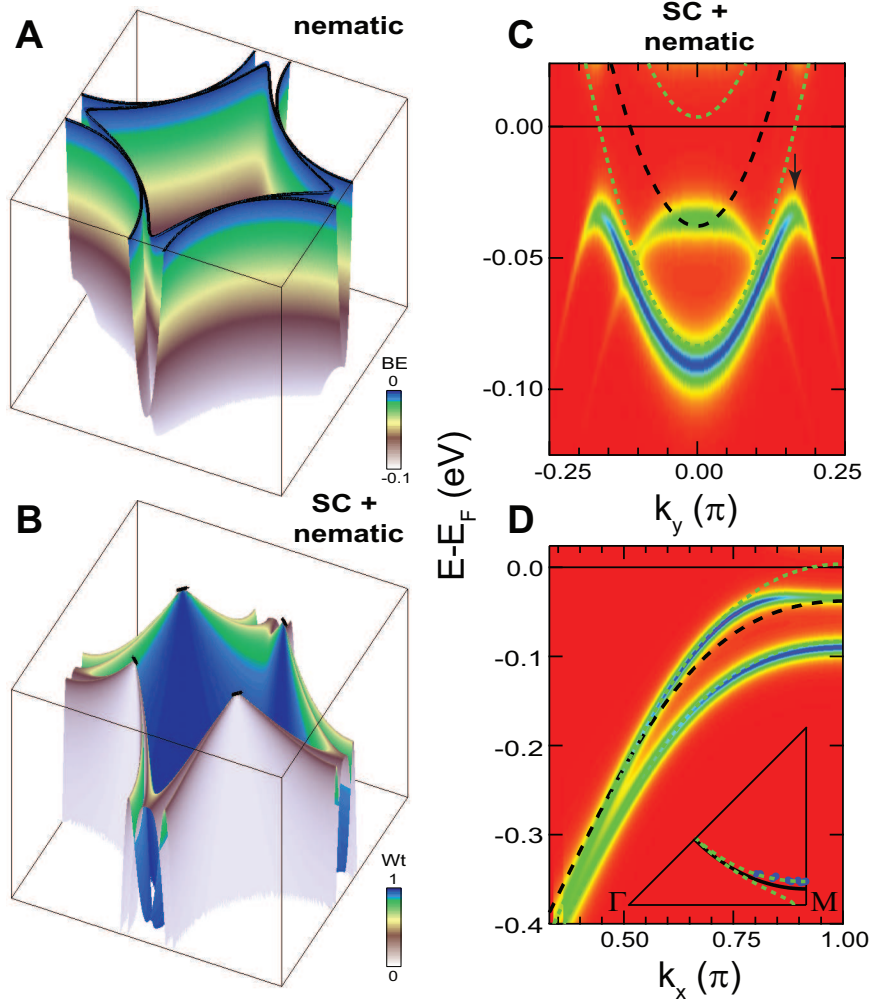 A
nematic
BE
0
-0.1
B
SC +
nematic
Wt
1
0
C
SC +
nematic
0.00
-0.05
-0.10
-0.25
0.00
0.25
k_y (π)
E-E_F (eV)
D
0.0
-0.1
-0.2
-0.3
-0.4
Γ
M
0.50
0.75
1.00
k_x (π)